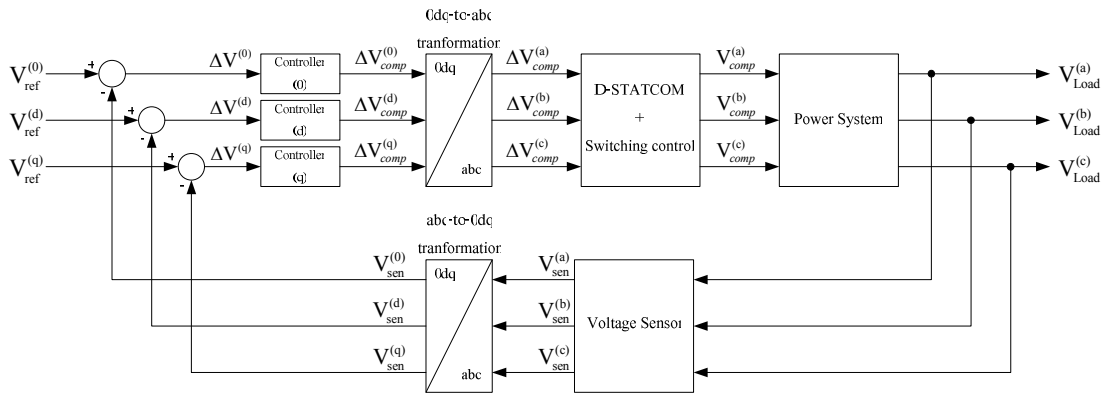 0dq-to-abc
tranformation
V_ref^(0) + - ΔV^(0) Controller (0) ΔV_comp^(0) 0dq ΔV_comp^(a) V_comp^(a) V_Load^(a)
V_ref^(d) + - ΔV^(d) Controller (d) ΔV_comp^(d) ΔV_comp^(b) D-STATCOM + Switching control V_comp^(b) Power System V_Load^(b)
V_ref^(q) + - ΔV^(q) Controller (q) ΔV_comp^(q) abc ΔV_comp^(c) V_comp^(c) V_Load^(c)
abc-to-0dq
tranformation
V_sen^(0) 0dq V_sen^(a)
V_sen^(d) V_sen^(b) Voltage Sensor
V_sen^(q) abc V_sen^(c)